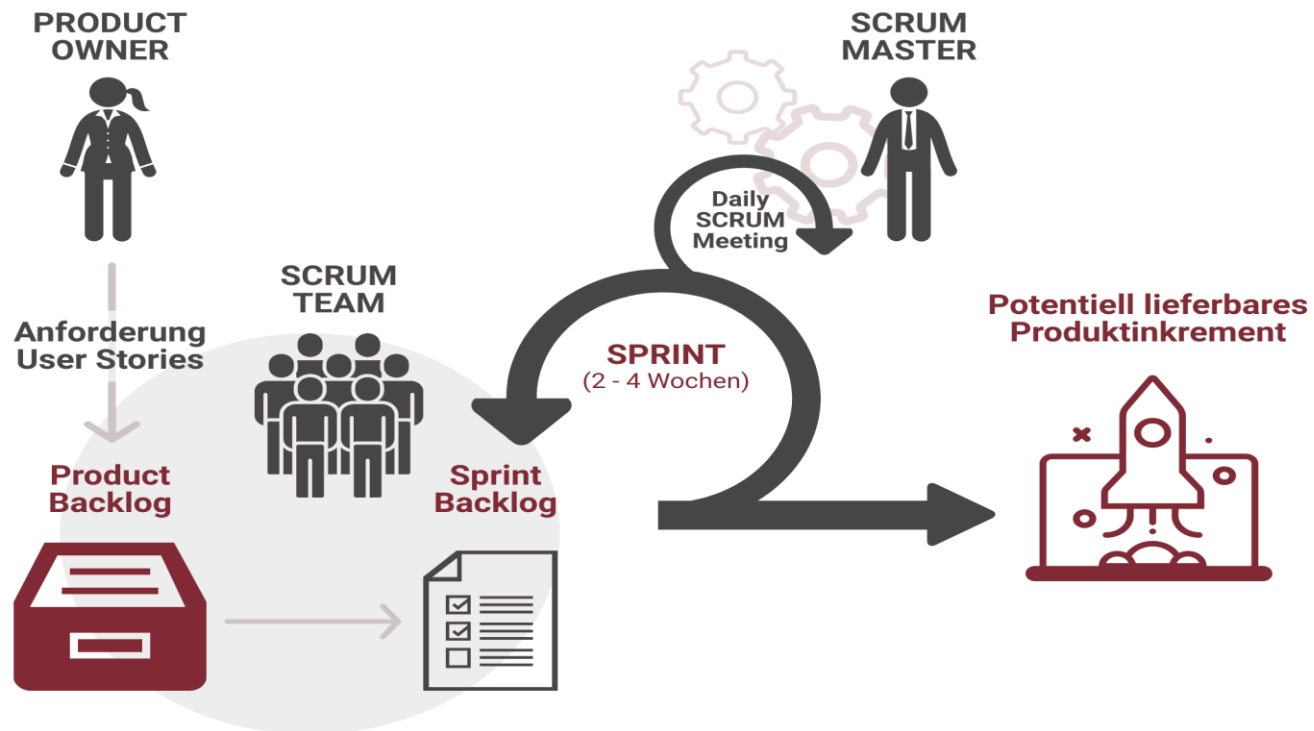 PRODUCT
OWNER
SCRUM
MASTER
Daily
SCRUM
Meeting
SCRUM
TEAM
Anforderung
User Stories
SPRINT
(2 - 4 Wochen)
Potentiell lieferbares
Produktinkrement
Product
Backlog
Sprint
Backlog